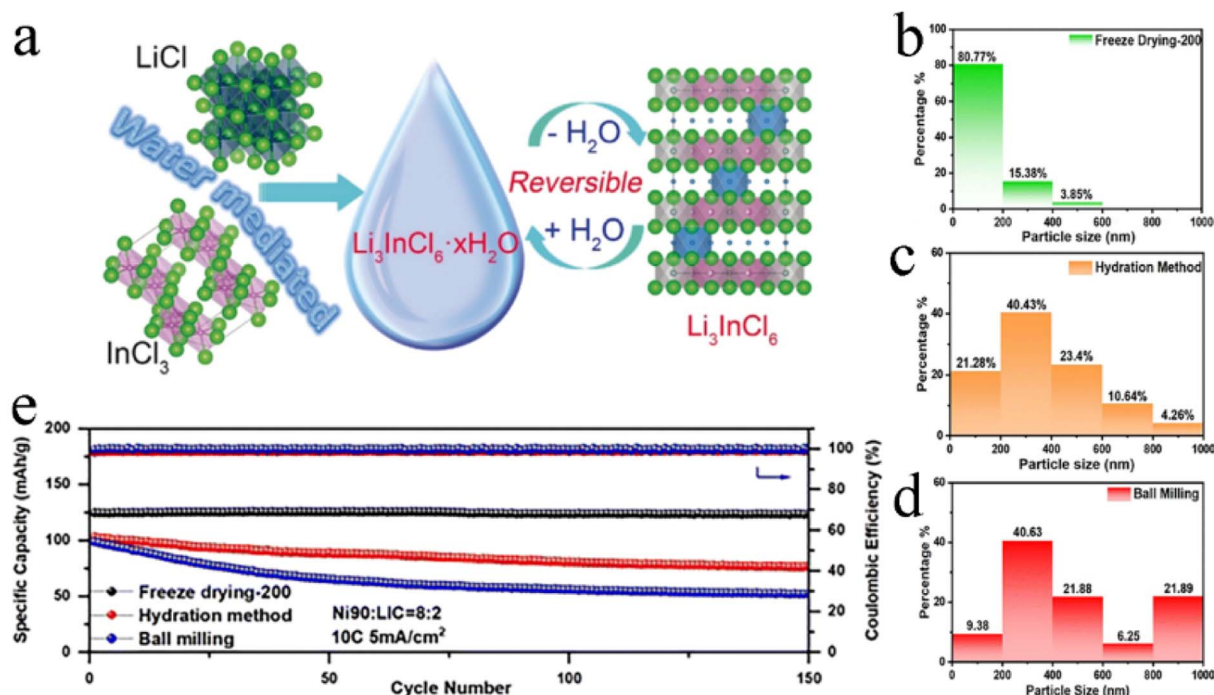 a
LiCl
Water mediated
InCl3
Li3InCl6·xH2O
- H2O
Reversible
+ H2O
Li3InCl6
b
Freeze Drying-200
Percentage %
100
80
60
40
20
0
80.77%
15.38%
3.85%
0 200 400 600 800 1000
Particle size (nm)
c
Hydration Method
Percentage %
60
40
20
0
21.28%
40.43%
23.4%
10.64%
4.26%
0 200 400 600 800 1000
Particle size (nm)
d
Ball Milling
Percentage %
60
40
20
0
9.38
40.63
21.88
6.25
21.89
0 200 400 600 800 1000
Particle Size (nm)
e
Specific Capacity (mAh/g)
200
175
150
125
100
75
50
25
0
Freeze drying-200
Hydration method
Ball milling
Ni90:LIC=8:2
10C 5mA/cm2
0 50 100 150
Cycle Number
100
80
60
40
20
0
Coulombic Efficiency (%)